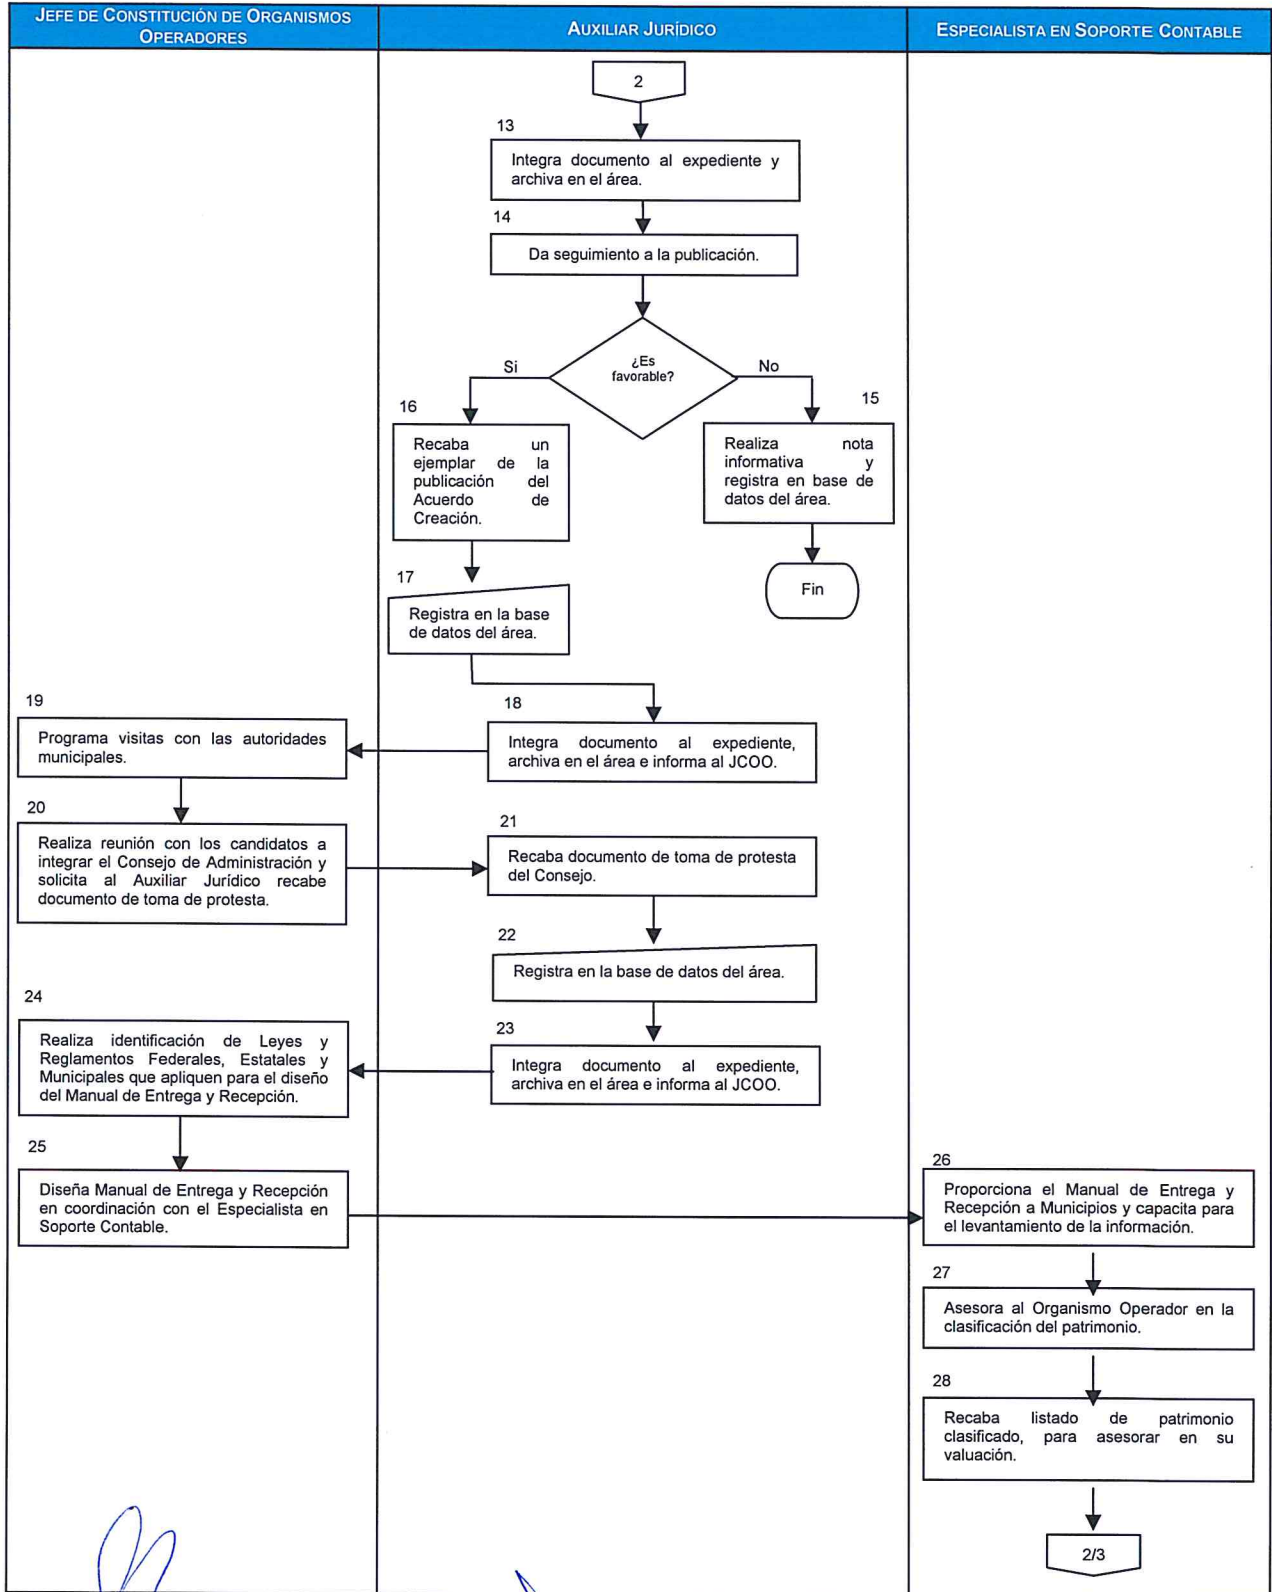 JEFE DE CONSTITUCIÓN DE ORGANISMOS
OPERADORES
AUXILIAR JURÍDICO
ESPECIALISTA EN SOPORTE CONTABLE
2
13
Integra documento al expediente y
archiva en el área.
14
Da seguimiento a la publicación.
¿Es
favorable?
Si
No
16
Recaba un
ejemplar de la
publicación del
Acuerdo de
Creación.
15
Realiza nota
informativa y
registra en base de
datos del área.
Fin
17
Registra en la base
de datos del área.
18
Integra documento al expediente,
archiva en el área e informa al JCOO.
19
Programa visitas con las autoridades
municipales.
20
Realiza reunión con los candidatos a
integrar el Consejo de Administración y
solicita al Auxiliar Jurídico recabe
documento de toma de protesta.
21
Recaba documento de toma de protesta
del Consejo.
22
Registra en la base de datos del área.
23
Integra documento al expediente,
archiva en el área e informa al JCOO.
24
Realiza identificación de Leyes y
Reglamentos Federales, Estatales y
Municipales que apliquen para el diseño
del Manual de Entrega y Recepción.
25
Diseña Manual de Entrega y Recepción
en coordinación con el Especialista en
Soporte Contable.
26
Proporciona el Manual de Entrega y
Recepción a Municipios y capacita para
el levantamiento de la información.
27
Asesora al Organismo Operador en la
clasificación del patrimonio.
28
Recaba listado de patrimonio
clasificado, para asesorar en su
valuación.
2/3